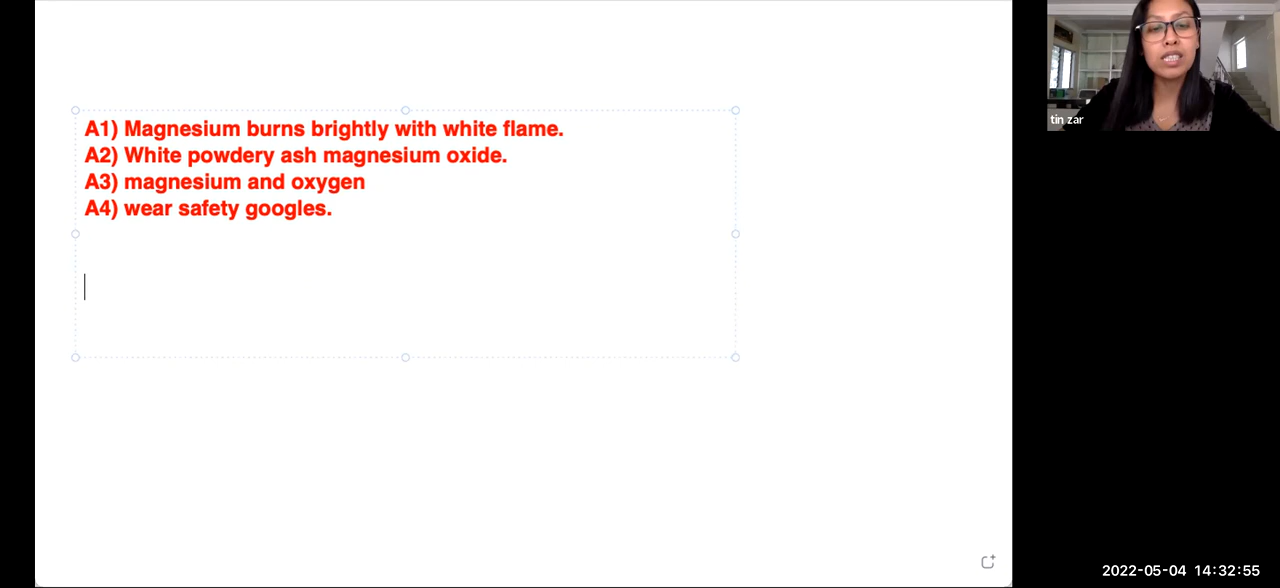 A1) Magnesium burns brightly with white flame.
A2) White powdery ash magnesium oxide.
A3) magnesium and oxygen
A4) wear safety googles.
tin zar
2022-05-04 14:32:55